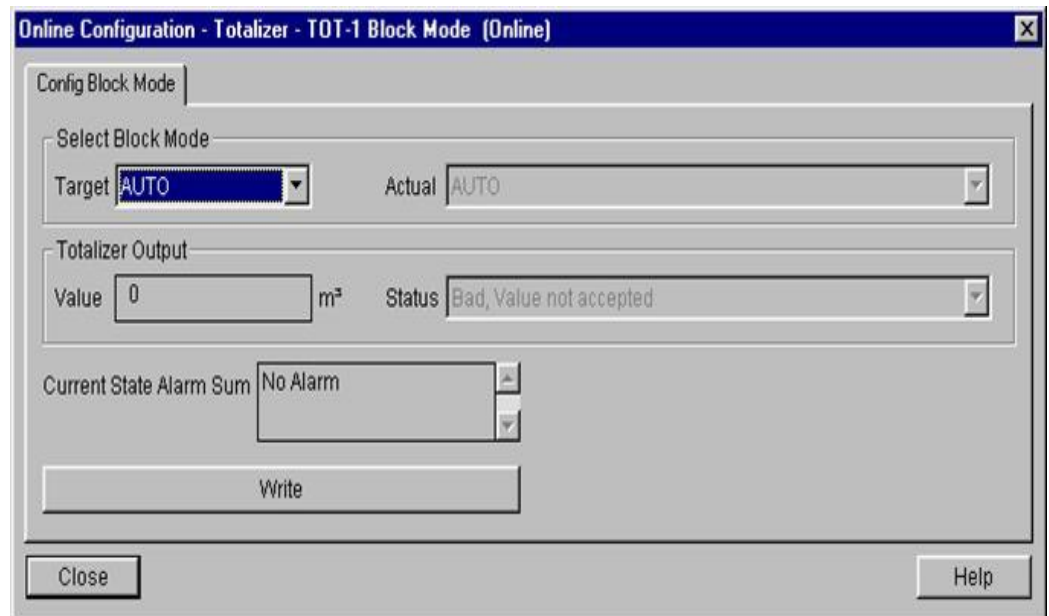 Online Configuration - Totalizer - TOT-1 Block Mode (Online)
Config Block Mode
Select Block Mode
Target AUTO Actual AUTO
Totalizer Output
Value 0 m³ Status Bad, Value not accepted
Current State Alarm Sum No Alarm
Write
Close Help